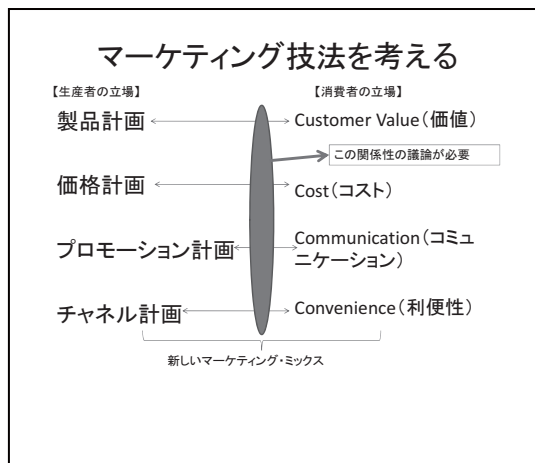 マーケティング技法を考える
【生産者の立場】
【消費者の立場】
製品計画
Customer Value(価値)
この関係性の議論が必要
価格計画
Cost(コスト)
プロモーション計画
Communication(コミュ
ニケーション)
チャネル計画
Convenience(利便性)
新しいマーケティング・ミックス